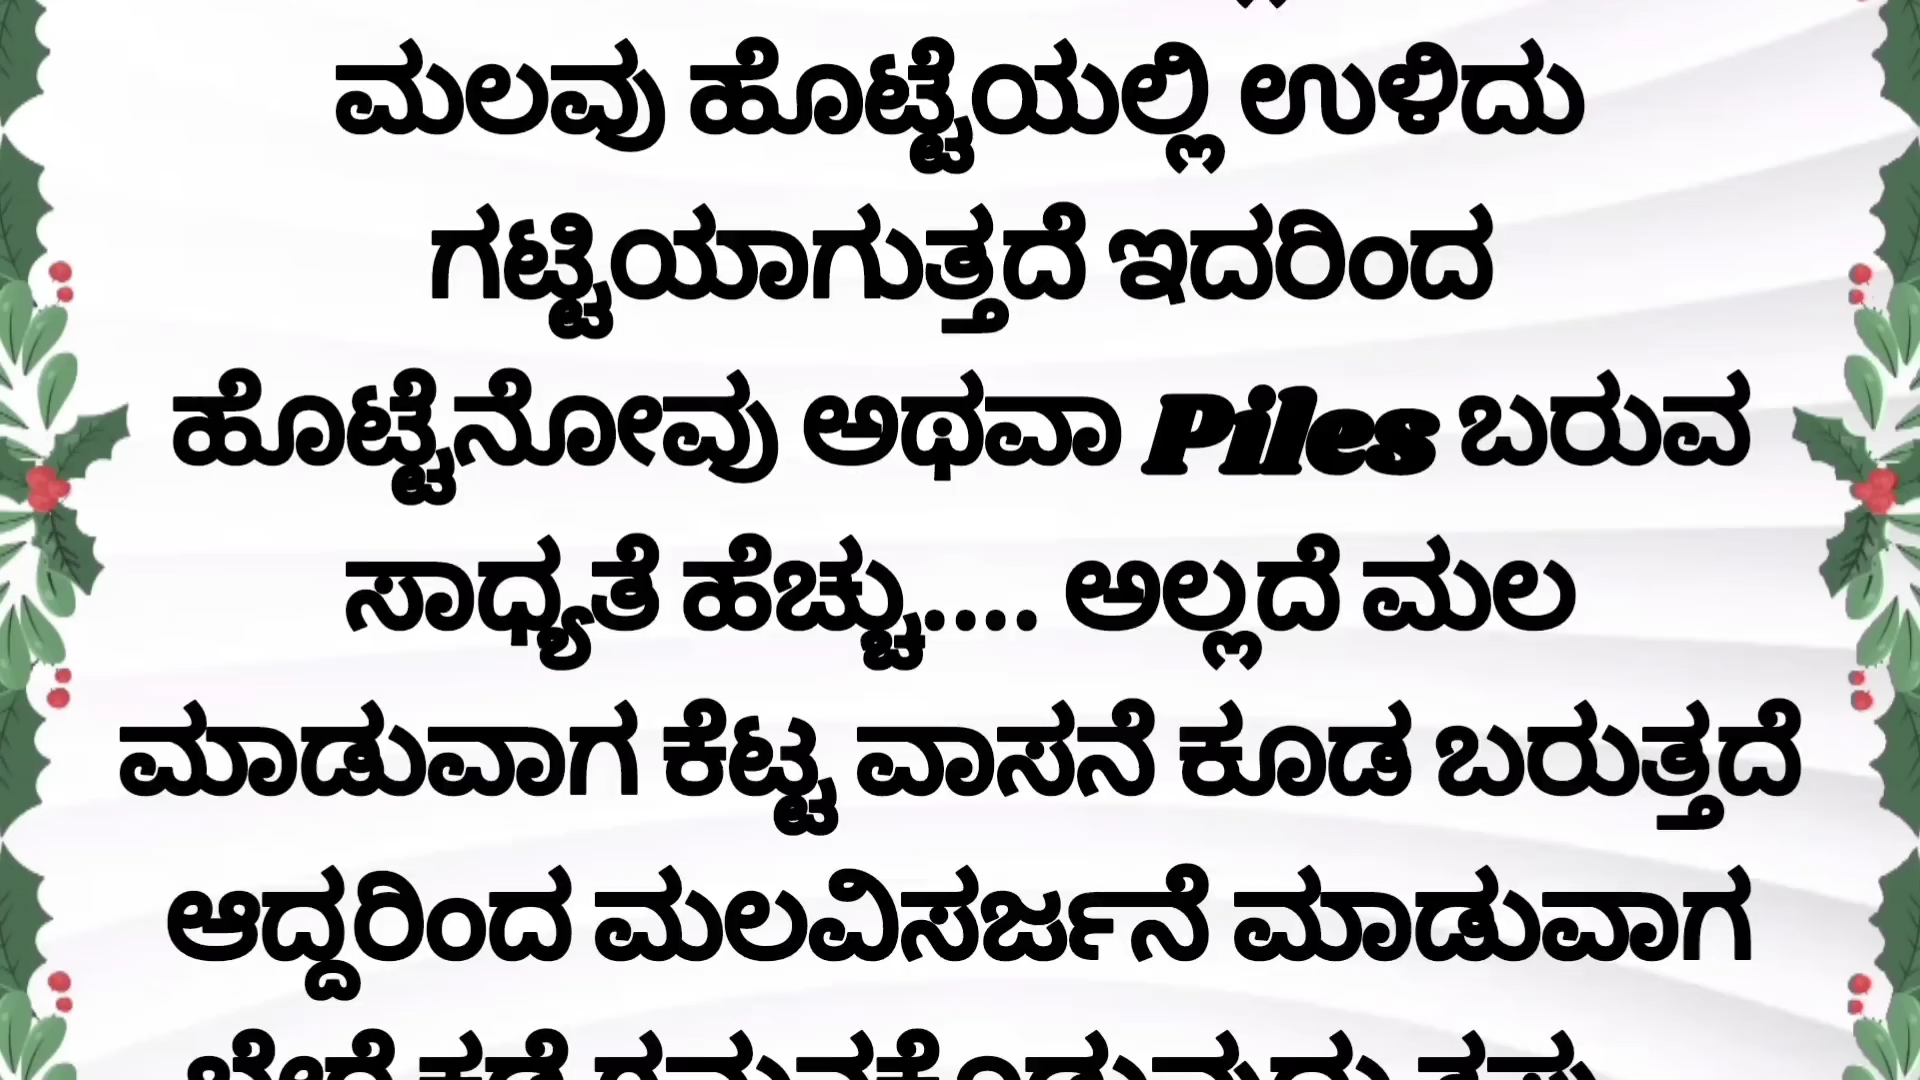 ಮಲವು ಹೊಟ್ಟೆಯಲ್ಲಿ ಉಳಿದು
ಗಟ್ಟಿಯಾಗುತ್ತದೆ ಇದರಿಂದ
ಹೊಟ್ಟೆನೋವು ಅಥವಾ Piles ಬರುವ
ಸಾಧ್ಯತೆ ಹೆಚ್ಚು.... ಅಲ್ಲದೆ ಮಲ
ಮಾಡುವಾಗ ಕೆಟ್ಟ ವಾಸನೆ ಕೂಡ ಬರುತ್ತದೆ
ಆದ್ದರಿಂದ ಮಲವಿಸರ್ಜನೆ ಮಾಡುವಾಗ